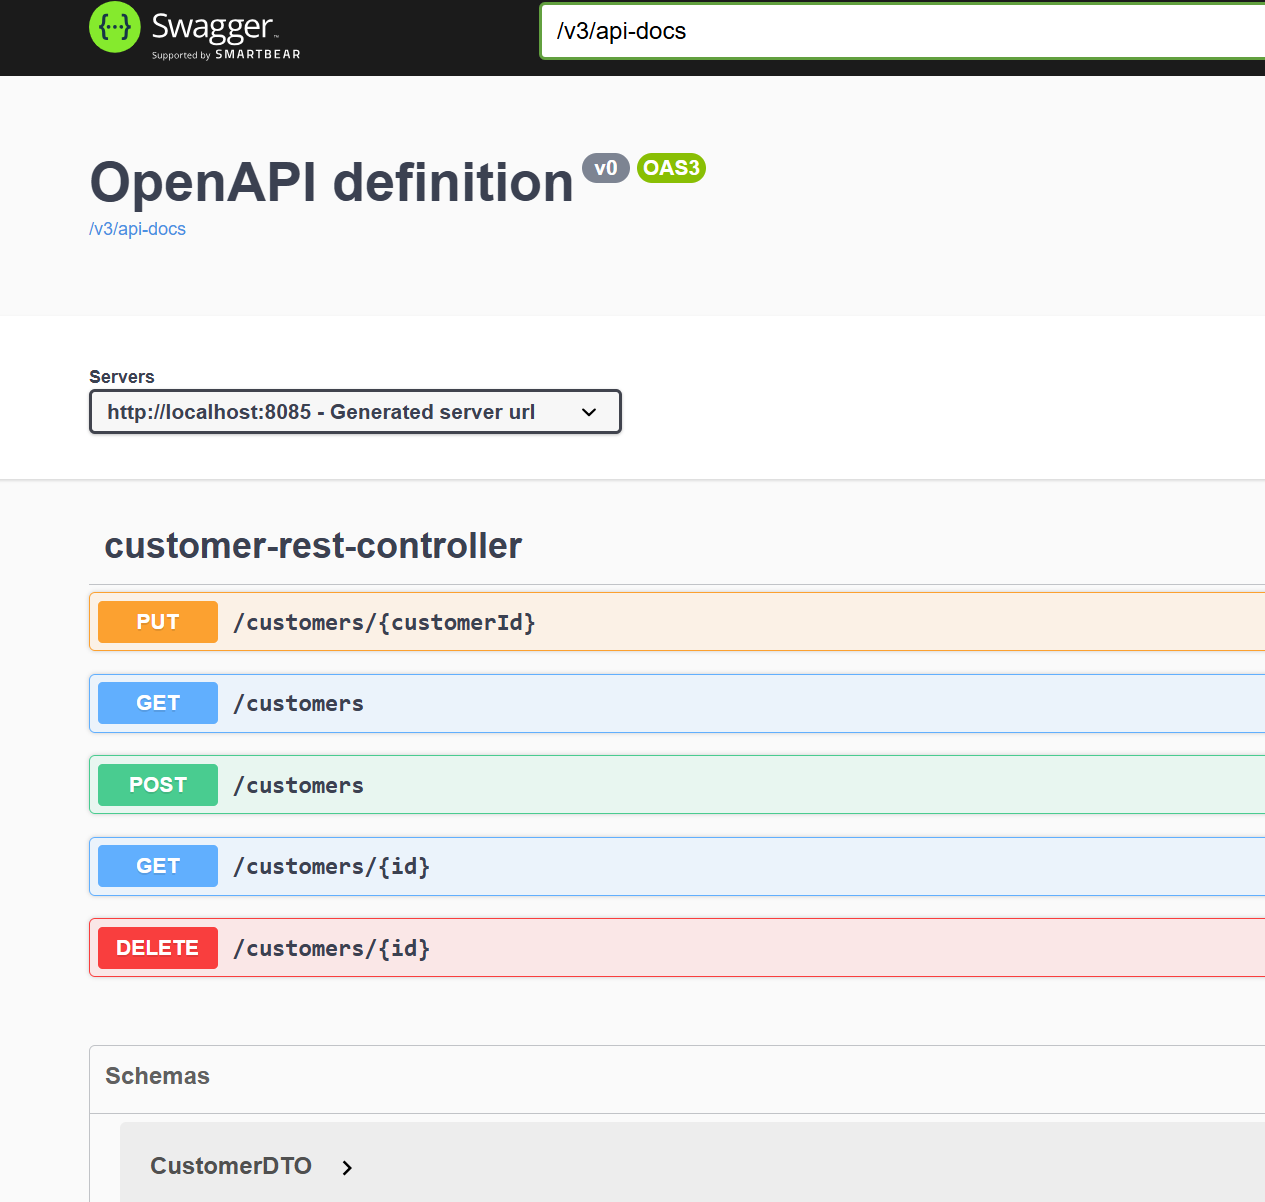 {...} Swagger™
Supported by SMARTBEAR
/v3/api-docs
OpenAPI definition v0 OAS3
/v3/api-docs
Servers
http://localhost:8085 - Generated server url
customer-rest-controller
PUT /customers/{customerId}
GET /customers
POST /customers
GET /customers/{id}
DELETE /customers/{id}
Schemas
CustomerDTO